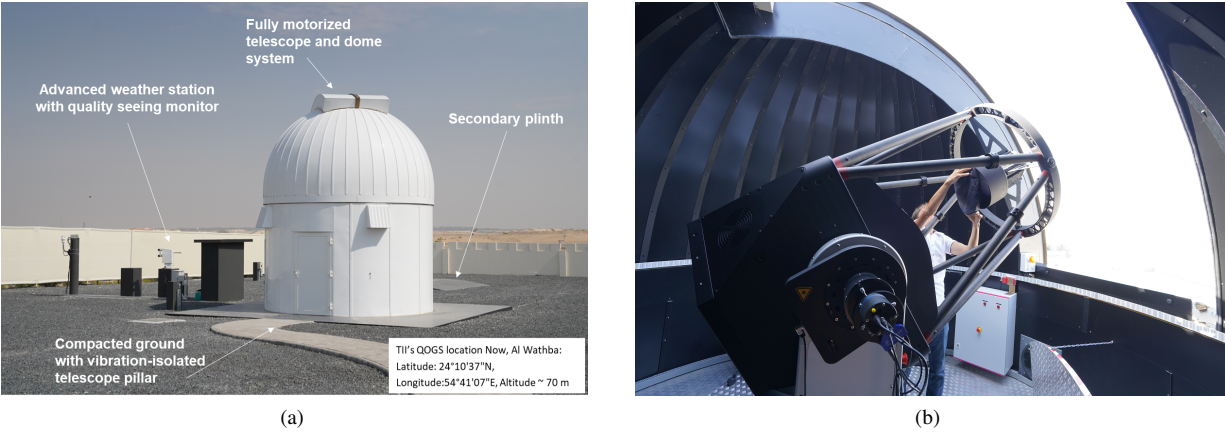 Fully motorized
telescope and dome
system
Advanced weather station
with quality seeing monitor
Secondary plinth
Compacted ground
with vibration-isolated
telescope pillar
TII's QOGS location Now, Al Wathba:
Latitude: 24°10'37"N,
Longitude:54°41'07"E, Altitude ~ 70 m
(a)
(b)